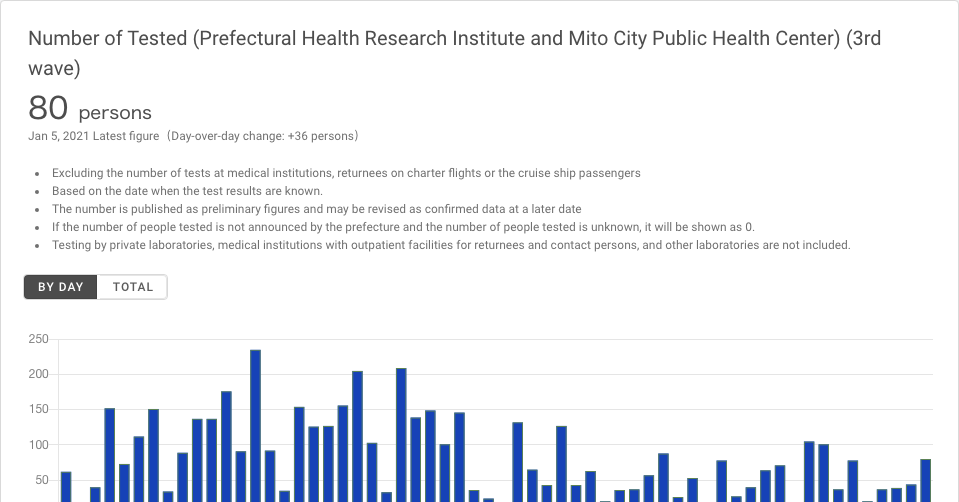 Number of Tested (Prefectural Health Research Institute and Mito City Public Health Center) (3rd
wave)
80 persons
Jan 5, 2021 Latest figure（Day-over-day change: +36 persons）
• Excluding the number of tests at medical institutions, returnees on charter flights or the cruise ship passengers
• Based on the date when the test results are known.
• The number is published as preliminary figures and may be revised as confirmed data at a later date
• If the number of people tested is not announced by the prefecture and the number of people tested is unknown, it will be shown as 0.
• Testing by private laboratories, medical institutions with outpatient facilities for returnees and contact persons, and other laboratories are not included.
BY DAY TOTAL
250
200
150
100
50